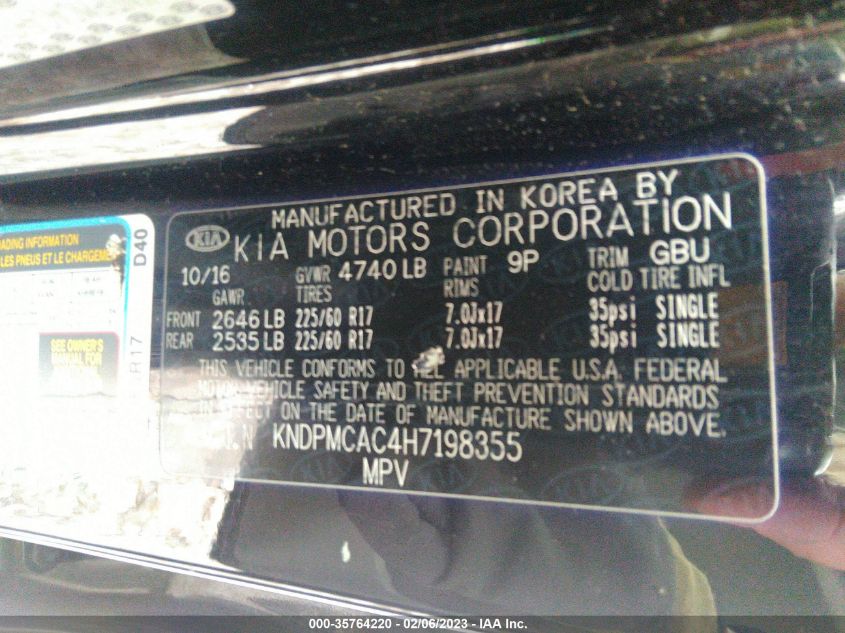 MANUFACTURED IN KOREA BY
KIA KIA MOTORS CORPORATION
10/16 GVWR 4740 LB PAINT 9P TRIM GBU
GAWR TIRES RIMS COLD TIRE INFL
FRONT 2646 LB 225/60 R17 7.0Jx17 35psi SINGLE
REAR 2535 LB 225/60 R17 7.0Jx17 35psi SINGLE
THIS VEHICLE CONFORMS TO ALL APPLICABLE U.S.A. FEDERAL
MOTOR VEHICLE SAFETY AND THEFT PREVENTION STANDARDS
IN EFFECT ON THE DATE OF MANUFACTURE SHOWN ABOVE.
KNDPMCAC4H7198355
MPV
LOADING INFORMATION
LES PNEUS ET LE CHARGEMENT
D40
SEE OWNER'S
MANUAL FOR
R17
000-35764220 - 02/06/2023 - IAA Inc.